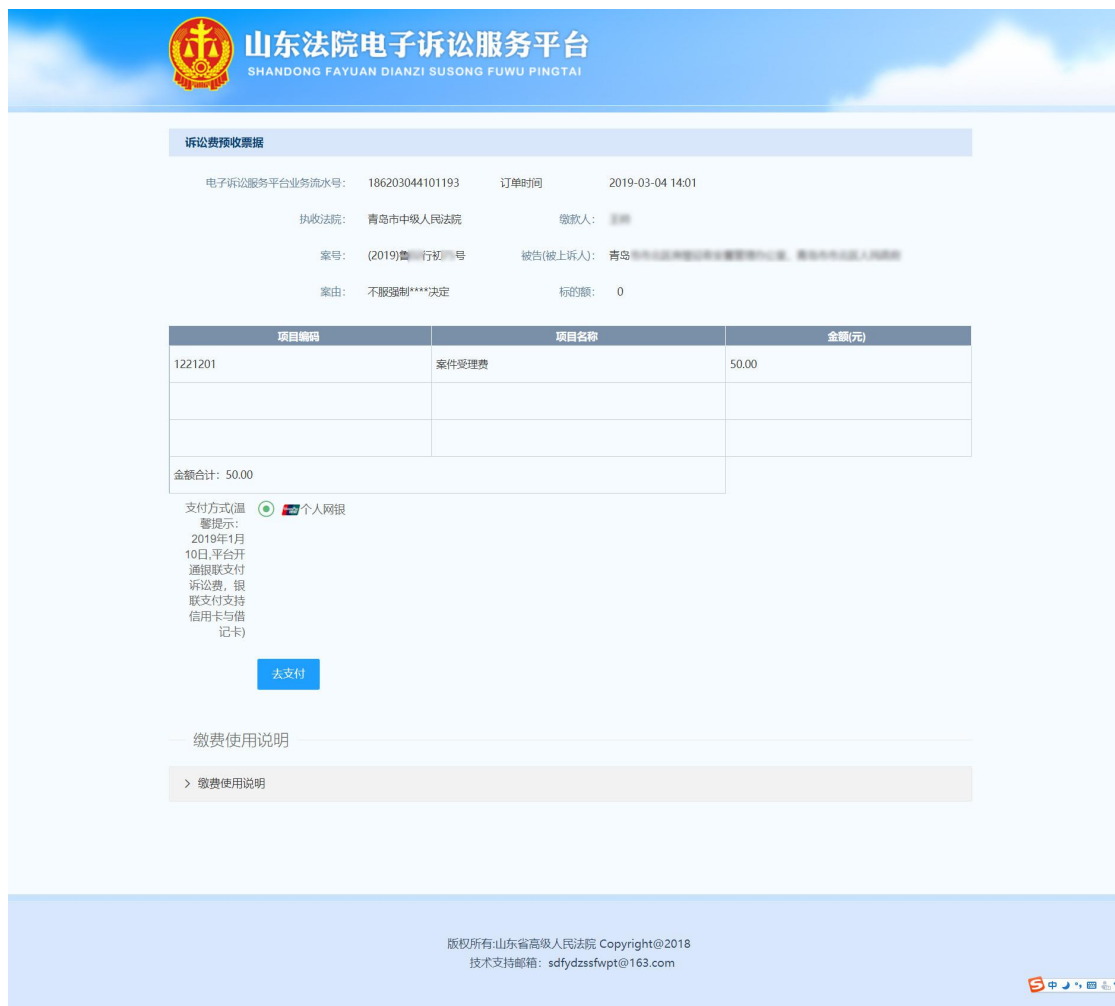 山东法院电子诉讼服务平台
SHANDONG FAYUAN DIANZI SUSONG FUWU PINGTAI
诉讼费预收票据
电子诉讼服务平台业务流水号： 186203044101193 订单时间 2019-03-04 14:01
执收法院： 青岛市中级人民法院 缴款人：
案号： (2019)鲁 行初 号 被告(被上诉人)： 青岛
案由： 不服强制****决定 标的额： 0
项目编码 项目名称 金额(元)
1221201 案件受理费 50.00
金额合计：50.00
支付方式(温
馨提示：
2019年1月
10日,平台开
通银联支付
诉讼费，银
联支付支持
信用卡与借
记卡)
个人网银
去支付
缴费使用说明
> 缴费使用说明
版权所有:山东省高级人民法院 Copyright@2018
技术支持邮箱：sdfydzssfwpt@163.com
中